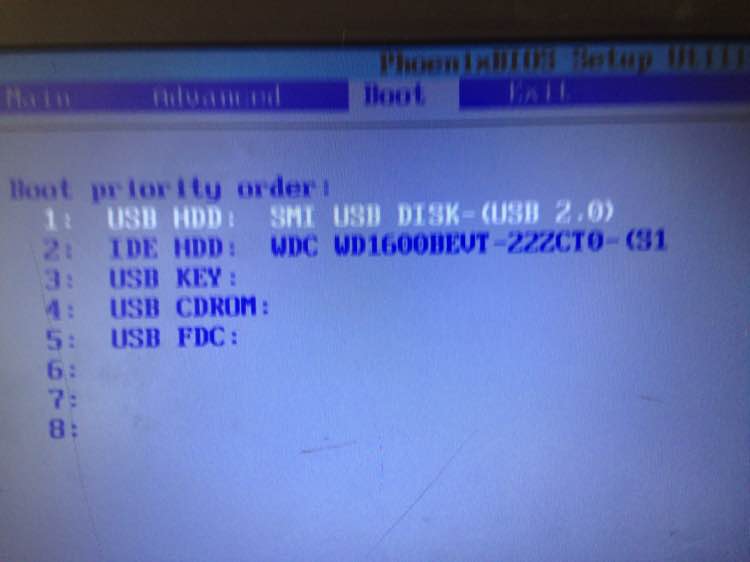 PhoenixBIOS Setup Utili
Main Advanced Boot Exit
Boot priority order:
1: USB HDD: SMI USB DISK-(USB 2.0)
2: IDE HDD: WDC WD1600BEVT-22ZCT0-(S1
3: USB KEY:
4: USB CDROM:
5: USB FDC:
6:
7:
8: